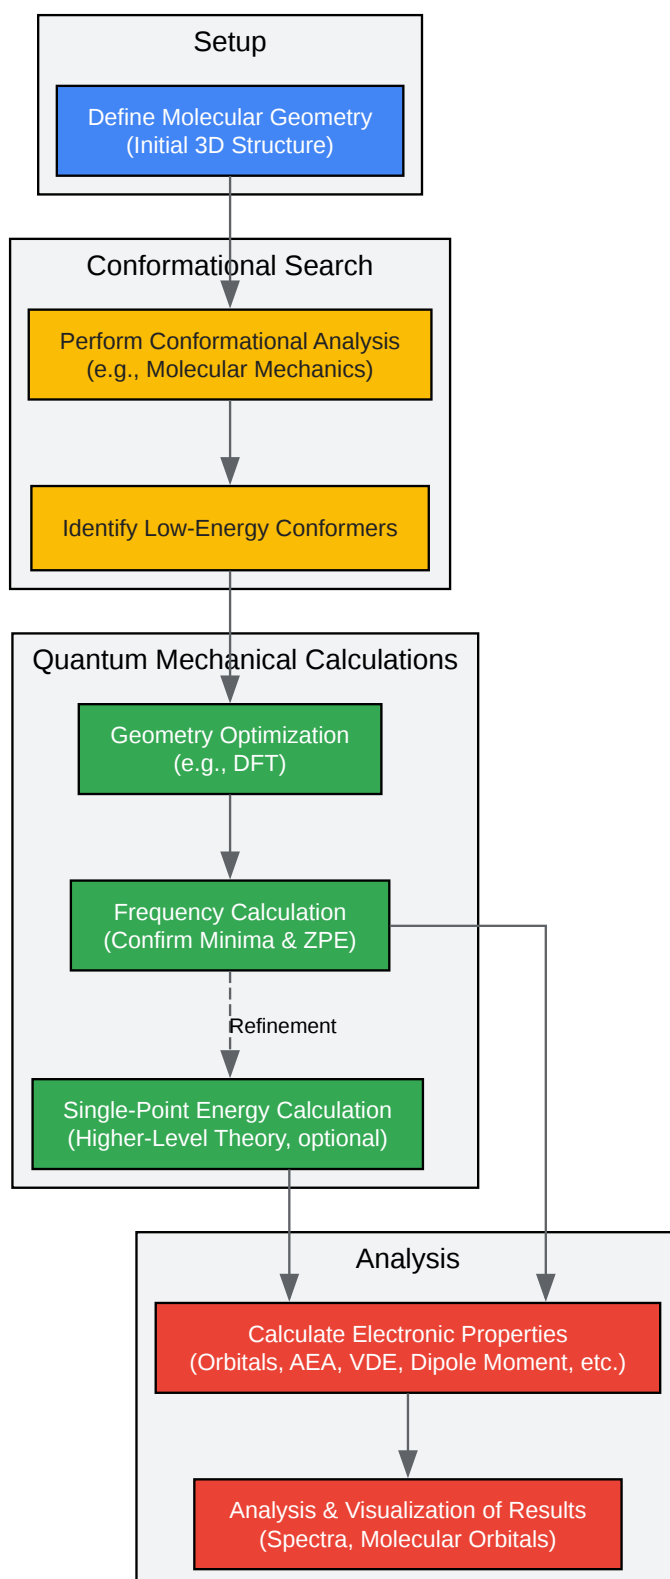 Setup
Define Molecular Geometry
(Initial 3D Structure)
Conformational Search
Perform Conformational Analysis
(e.g., Molecular Mechanics)
Identify Low-Energy Conformers
Quantum Mechanical Calculations
Geometry Optimization
(e.g., DFT)
Frequency Calculation
(Confirm Minima & ZPE)
Refinement
Single-Point Energy Calculation
(Higher-Level Theory, optional)
Analysis
Calculate Electronic Properties
(Orbitals, AEA, VDE, Dipole Moment, etc.)
Analysis & Visualization of Results
(Spectra, Molecular Orbitals)